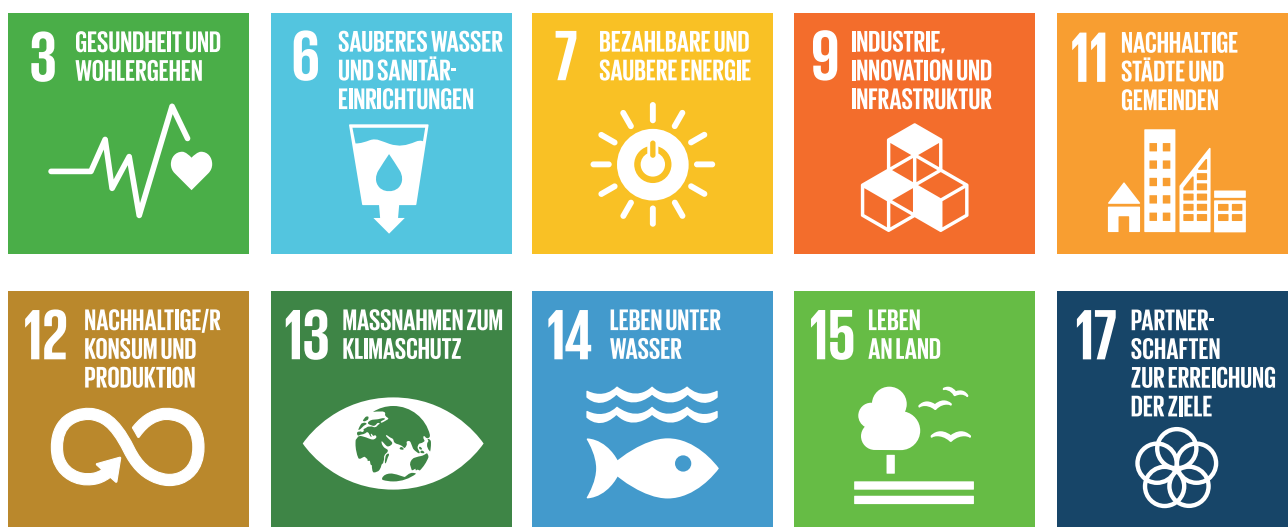 3 GESUNDHEIT UND
WOHLERGEHEN
6 SAUBERES WASSER
UND SANITÄR-
EINRICHTUNGEN
7 BEZAHLBARE UND
SAUBERE ENERGIE
9 INDUSTRIE,
INNOVATION UND
INFRASTRUKTUR
11 NACHHALTIGE
STÄDTE UND
GEMEINDEN
12 NACHHALTIGE/R
KONSUM UND
PRODUKTION
13 MASSNAHMEN ZUM
KLIMASCHUTZ
14 LEBEN UNTER
WASSER
15 LEBEN
AN LAND
17 PARTNER-
SCHAFTEN
ZUR ERREICHUNG
DER ZIELE